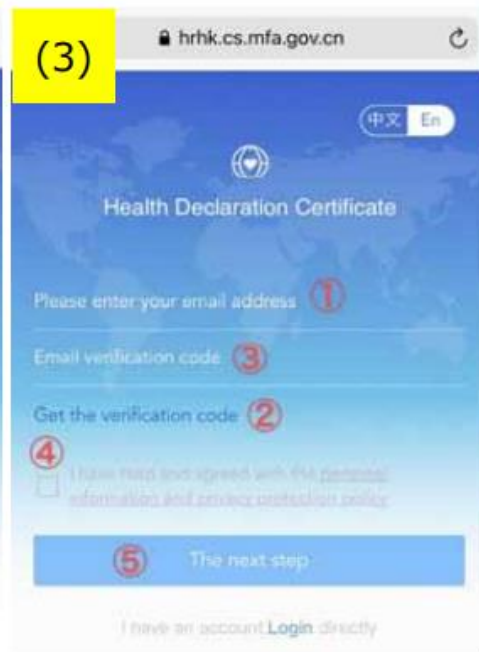 (3)
hrhk.cs.mfa.gov.cn
中文 En
Health Declaration Certificate
Please enter your email address ①
Email verification code ③
Get the verification code ②
④
I have read and agreed with the personal
information and privacy protection policy
⑤ The next step
I have an account Login directly